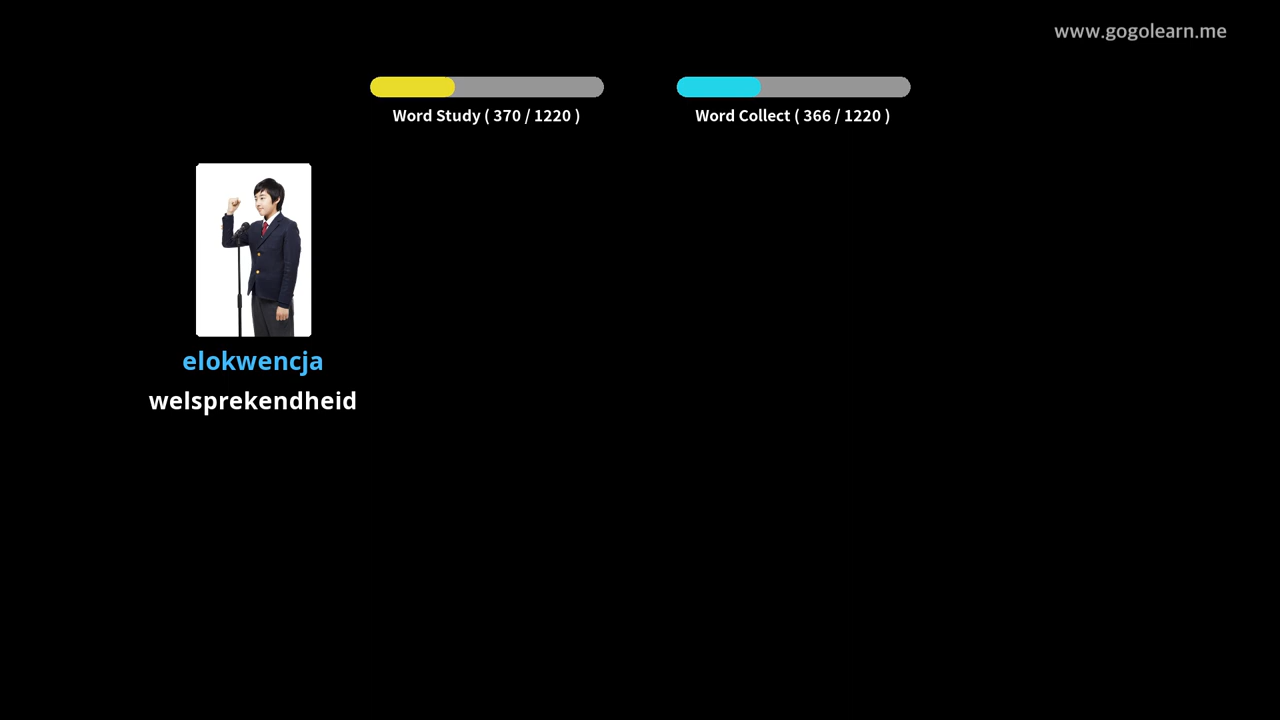 www.gogolearn.me
Word Study ( 370 / 1220 )
Word Collect ( 366 / 1220 )
elokwencja
welsprekendheid